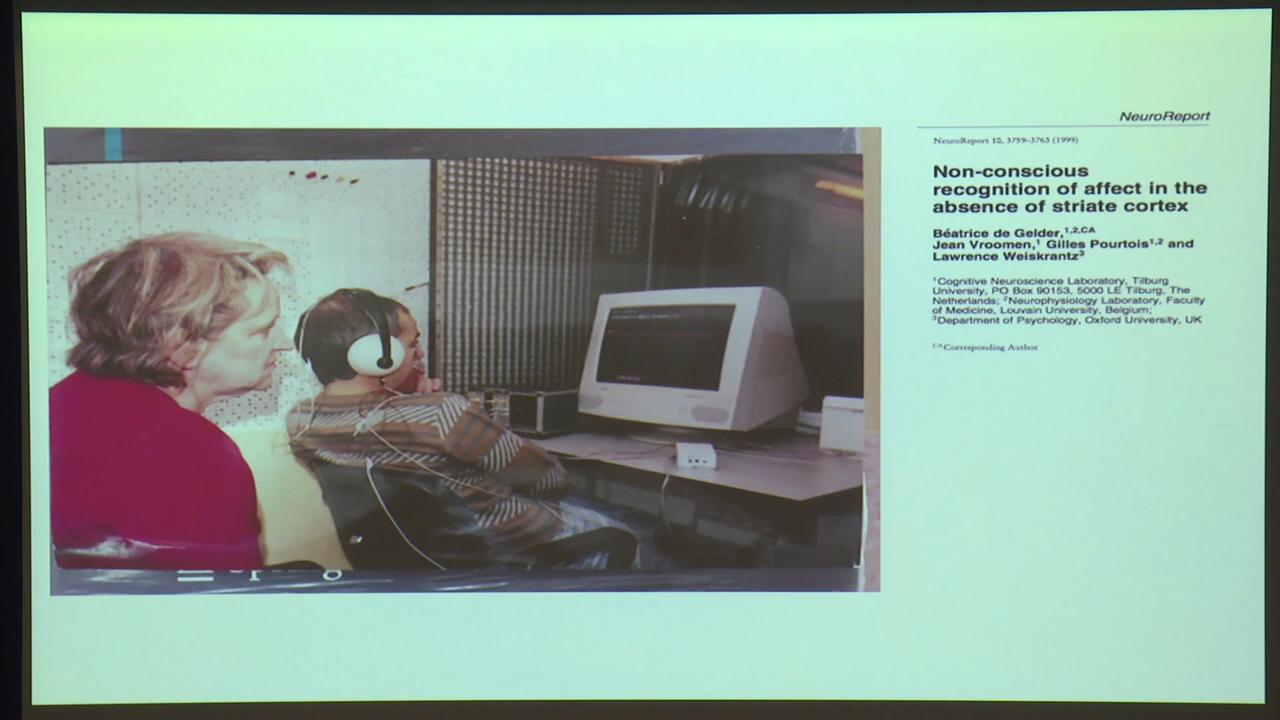 NeuroReport
NeuroReport 10, 3759–3763 (1999)
Non-conscious
recognition of affect in the
absence of striate cortex
Béatrice de Gelder,1,2,CA
Jean Vroomen,1 Gilles Pourtois1,2 and
Lawrence Weiskrantz3
1Cognitive Neuroscience Laboratory, Tilburg
University, PO Box 90153, 5000 LE Tilburg, The
Netherlands; 2Neurophysiology Laboratory, Faculty
of Medicine, Louvain University, Belgium;
3Department of Psychology, Oxford University, UK
CACorresponding Author